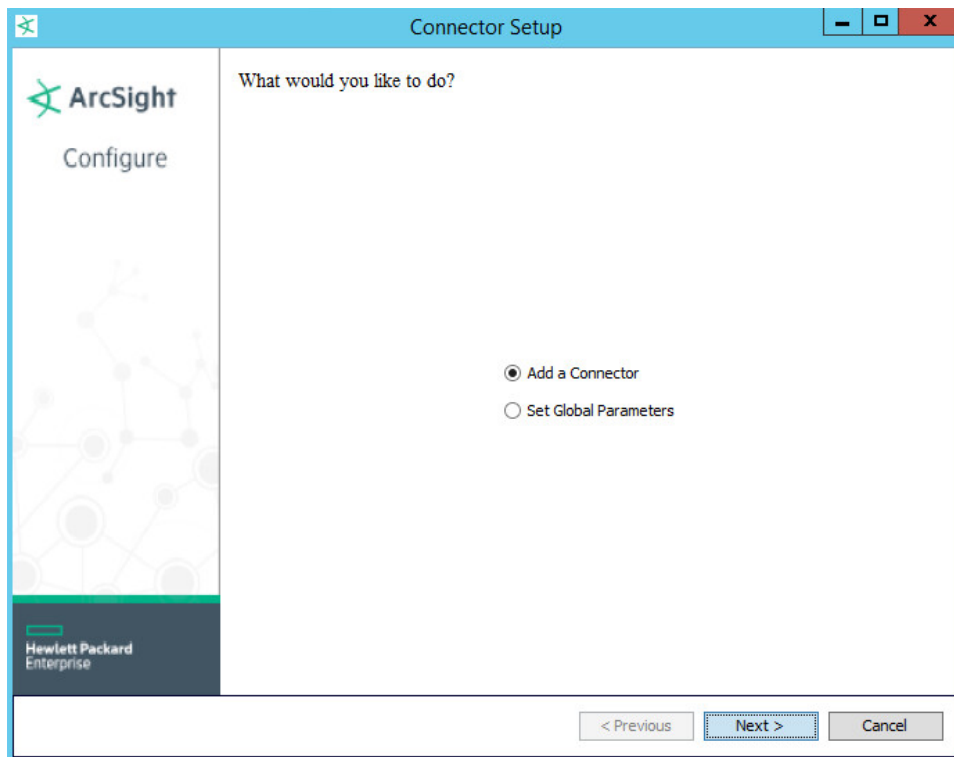 Connector Setup
ArcSight
Configure
What would you like to do?
Add a Connector
Set Global Parameters
Hewlett Packard
Enterprise
< Previous
Next >
Cancel